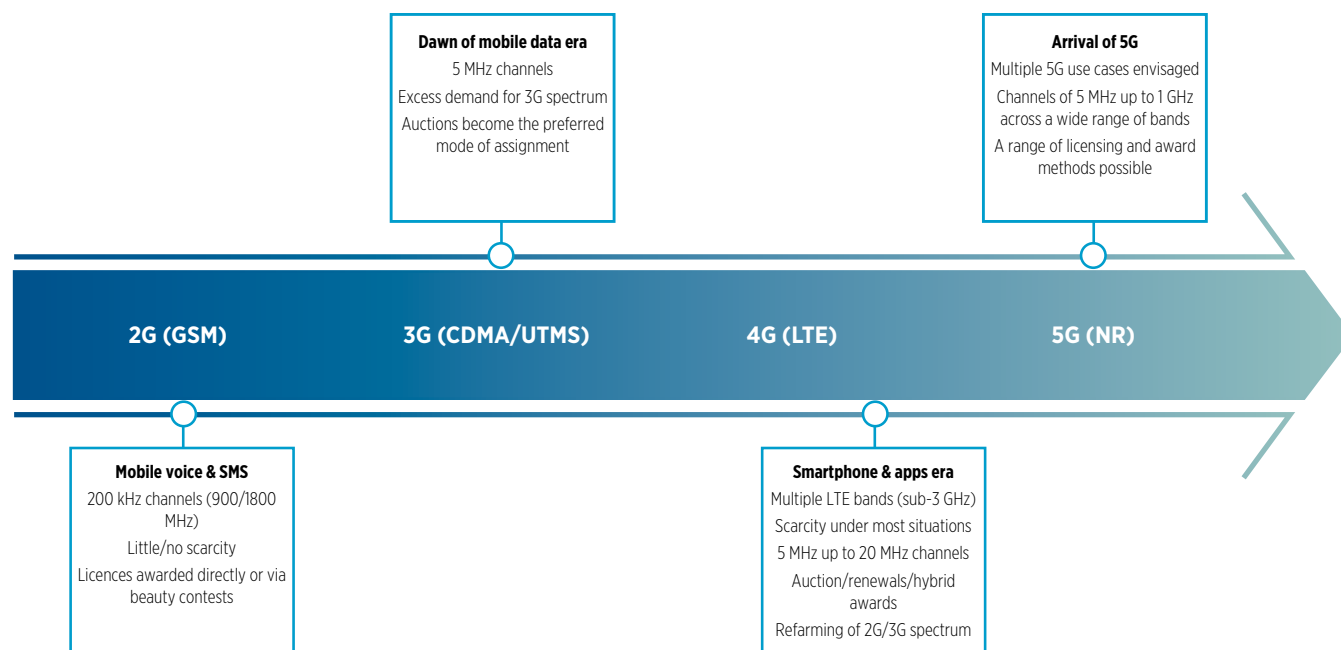 Dawn of mobile data era
5 MHz channels
Excess demand for 3G spectrum
Auctions become the preferred
mode of assignment
Arrival of 5G
Multiple 5G use cases envisaged
Channels of 5 MHz up to 1 GHz
across a wide range of bands
A range of licensing and award
methods possible
2G (GSM)
3G (CDMA/UTMS)
4G (LTE)
5G (NR)
Mobile voice & SMS
200 kHz channels (900/1800
MHz)
Little/no scarcity
Licences awarded directly or via
beauty contests
Smartphone & apps era
Multiple LTE bands (sub-3 GHz)
Scarcity under most situations
5 MHz up to 20 MHz channels
Auction/renewals/hybrid
awards
Refarming of 2G/3G spectrum